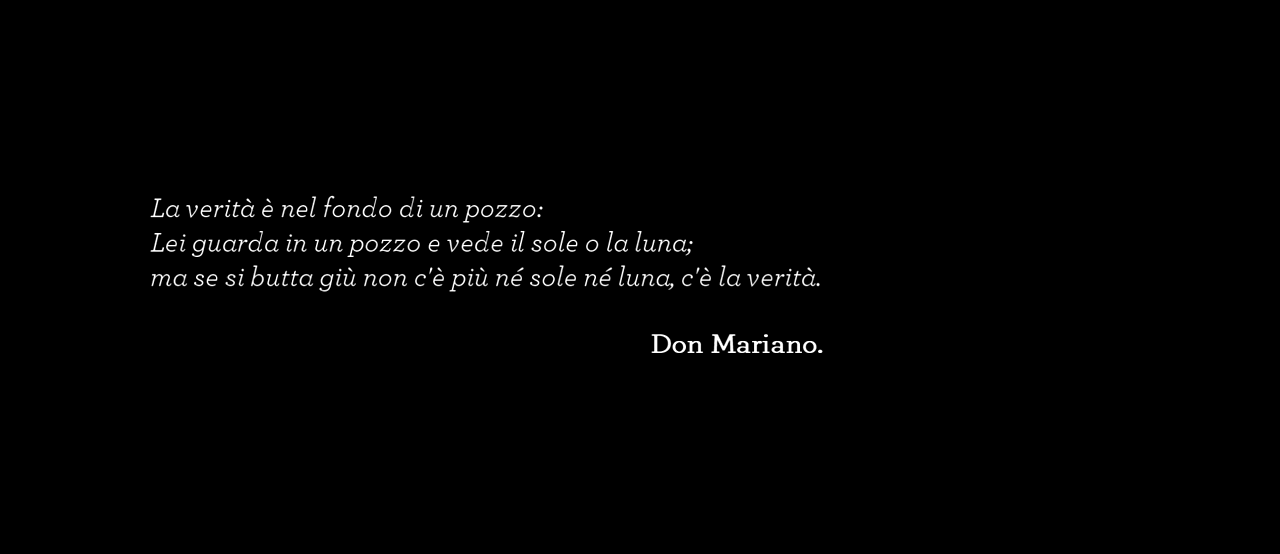 La verità è nel fondo di un pozzo:
Lei guarda in un pozzo e vede il sole o la luna;
ma se si butta giù non c'è più né sole né luna, c'è la verità.
Don Mariano.